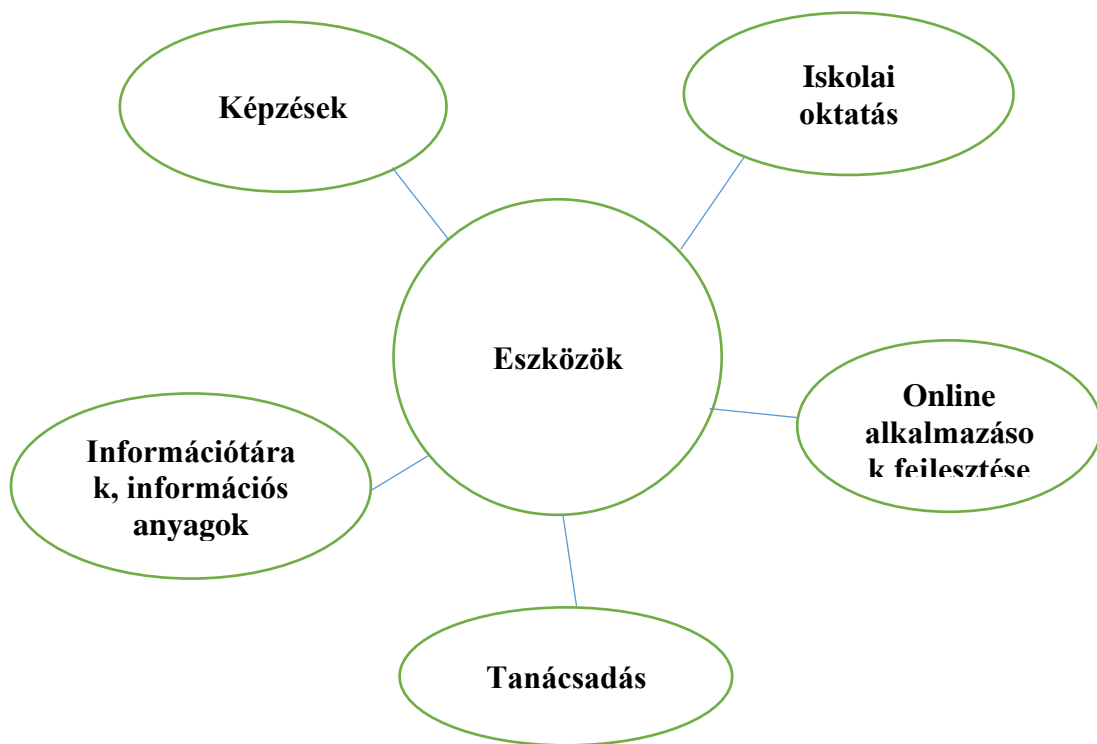 Képzések
Iskolai
oktatás
Eszközök
Online
alkalmazáso
k fejlesztése
Információtára
k, információs
anyagok
Tanácsadás